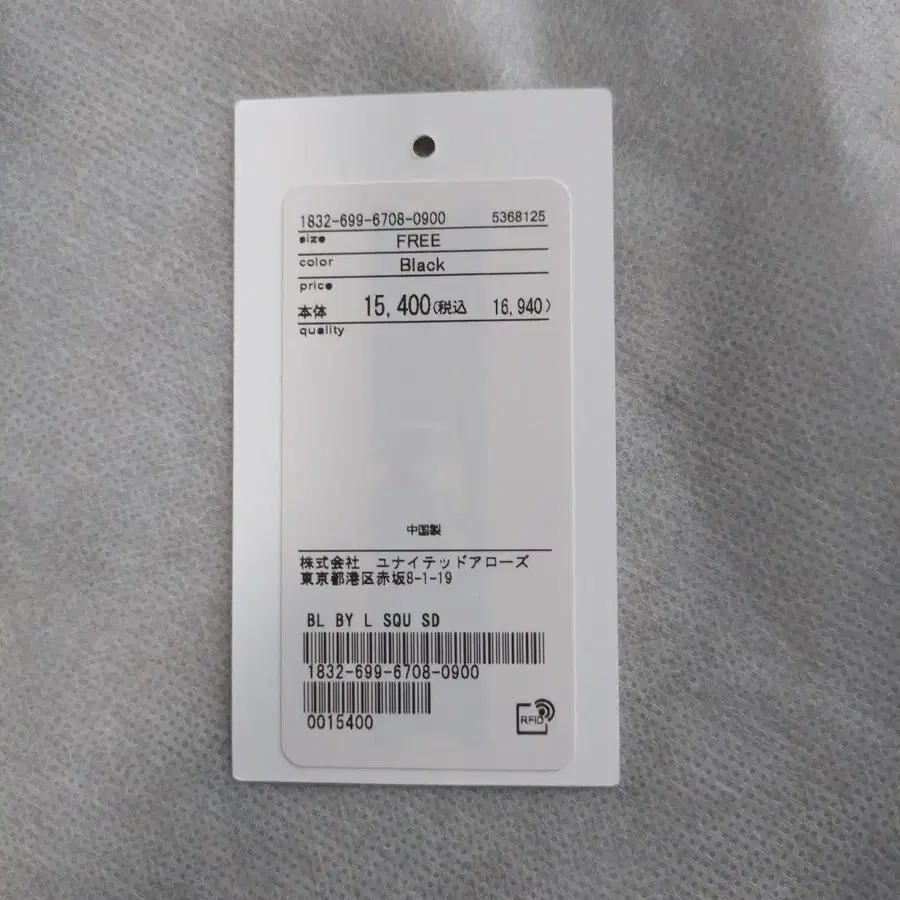 1832-699-6708-0900 5368125
size FREE
color Black
price
本体 15,400(税込 16,940)
quality
中国製
株式会社 ユナイテッドアローズ
東京都港区赤坂8-1-19
BL BY L SQU SD
1832-699-6708-0900
0015400
RFID